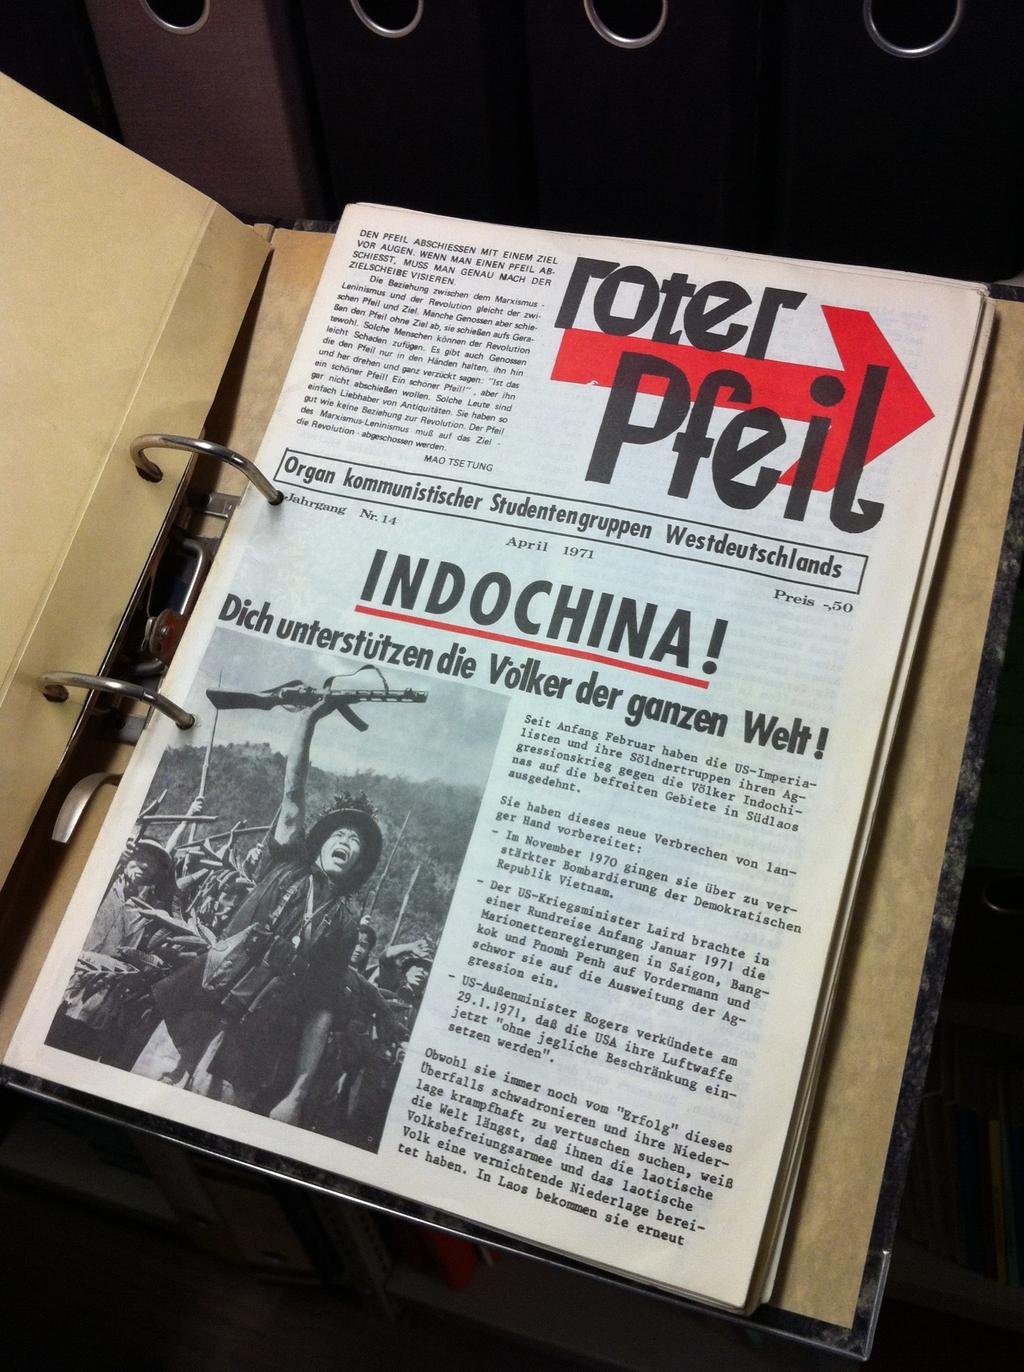 DEN PFEIL ABSCHIESSEN MIT EINEM ZIEL
VOR AUGEN. WENN MAN EINEN PFEIL AB-
SCHIESST, MUSS MAN GENAU NACH DER
ZIELSCHEIBE VISIEREN.
Die Beziehung zwischen dem Marxismus -
Leninismus und der Revolution gleicht der zwi-
schen Pfeil und Ziel. Manche Genossen aber schie-
ßen den Pfeil ohne Ziel ab, sie schießen aufs Gera-
tewohl. Solche Menschen können der Revolution
leicht Schaden zufügen. Es gibt auch Genossen
die den Pfeil nur in den Händen halten, ihn hin
und her drehen und ganz verzückt sagen: "Ist das
ein schöner Pfeil! Ein schöner Pfeil!", aber ihn
gar nicht abschießen wollen. Solche Leute sind
einfach Liebhaber von Antiquitäten. Sie haben so
gut wie keine Beziehung zur Revolution. Der Pfeil
des Marxismus-Leninismus muß auf das Ziel -
die Revolution - abgeschossen werden.
MAO TSE TUNG
roter
Pfeil
Organ kommunistischer Studentengruppen Westdeutschlands
Jahrgang Nr. 14
April 1971
Preis -,50
INDOCHINA!
Dich unterstützen die Völker der ganzen Welt!
Seit Anfang Februar haben die US-Imperia-
listen und ihre Söldnertruppen ihren Ag-
gressionskrieg gegen die Völker Indochi-
nas auf die befreiten Gebiete in Südlaos
ausgedehnt.
Sie haben dieses neue Verbrechen von lan-
ger Hand vorbereitet:
- Im November 1970 gingen sie über zu ver-
stärkter Bombardierung der Demokratischen
Republik Vietnam.
- Der US-Kriegsminister Laird brachte in
einer Rundreise Anfang Januar 1971 die
Marionettenregierungen in Saigon, Bang-
kok und Pnomh Penh auf Vordermann und
schwor sie auf die Ausweitung der Ag-
gression ein.
- US-Außenminister Rogers verkündete am
29.1.1971, daß die USA ihre Luftwaffe
jetzt "ohne jegliche Beschränkung ein-
setzen werden".
Obwohl sie immer noch vom "Erfolg" dieses
Überfalls schwadronieren und ihre Nieder-
lage krampfhaft zu vertuschen suchen, weiß
die Welt längst, daß ihnen die laotische
Volksbefreiungsarmee und das laotische
Volk eine vernichtende Niederlage berei-
tet haben. In Laos bekommen sie erneut